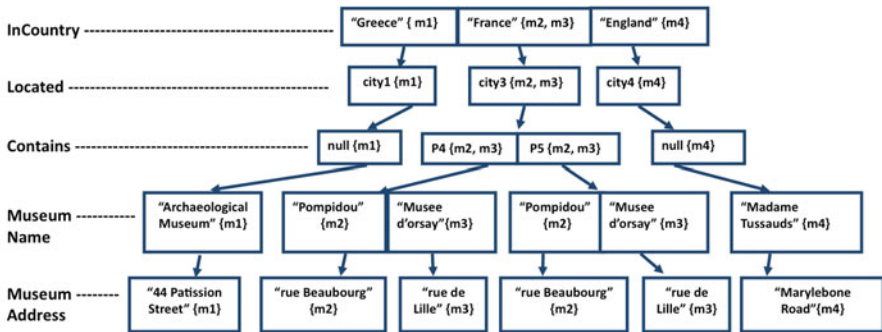 InCountry --------------------- "Greece" { m1} "France" {m2, m3} "England" {m4}
Located --------------------- city1 {m1} city3 {m2, m3} city4 {m4}
Contains -------------------- null {m1} P4 {m2, m3} P5 {m2, m3} null {m4}
Museum ----------- Name
"Archaeological
Museum" {m1}
"Pompidou"
{m2}
"Musee
d'orsay" {m3}
"Pompidou"
{m2}
"Musee
d'orsay" {m3}
"Madame
Tussauds" {m4}
Museum -------- Address
"44 Patission
Street" {m1}
"rue Beaubourg"
{m2}
"rue de
Lille" {m3}
"rue Beaubourg"
{m2}
"rue de
Lille" {m3}
"Marylebone
Road"{m4}